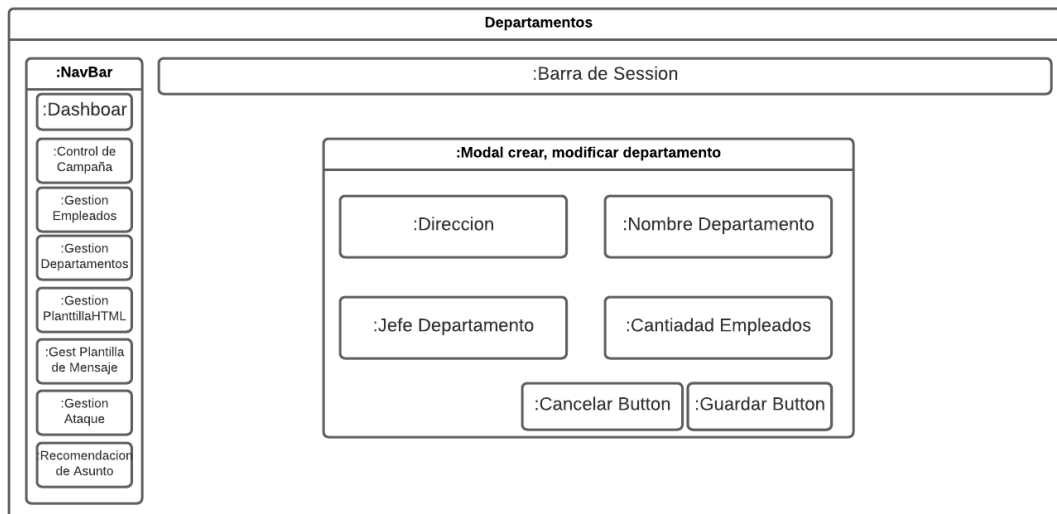 Departamentos
:NavBar
:Dashboar
:Control de
Campaña
:Gestion
Empleados
:Gestion
Departamentos
:Gestion
PlanttillaHTML
:Gest Plantilla
de Mensaje
:Gestion
Ataque
:Recomendacion
de Asunto
:Barra de Session
:Modal crear, modificar departamento
:Direccion
:Nombre Departamento
:Jefe Departamento
:Cantiadad Empleados
:Cancelar Button
:Guardar Button